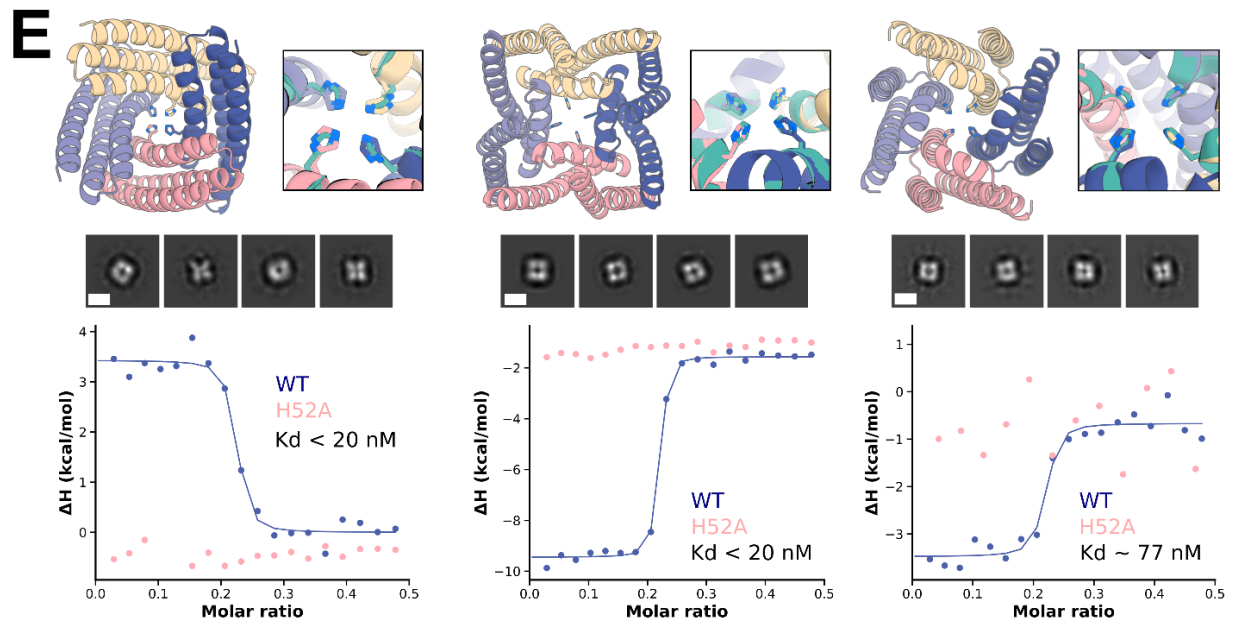 E
4
3
2
1
0
ΔH (kcal/mol)
WT
H52A
Kd < 20 nM
0.0 0.1 0.2 0.3 0.4 0.5
Molar ratio
−2
−4
−6
−8
−10
ΔH (kcal/mol)
WT
H52A
Kd < 20 nM
0.0 0.1 0.2 0.3 0.4 0.5
Molar ratio
1
0
−1
−2
−3
ΔH (kcal/mol)
WT
H52A
Kd ~ 77 nM
0.0 0.1 0.2 0.3 0.4 0.5
Molar ratio